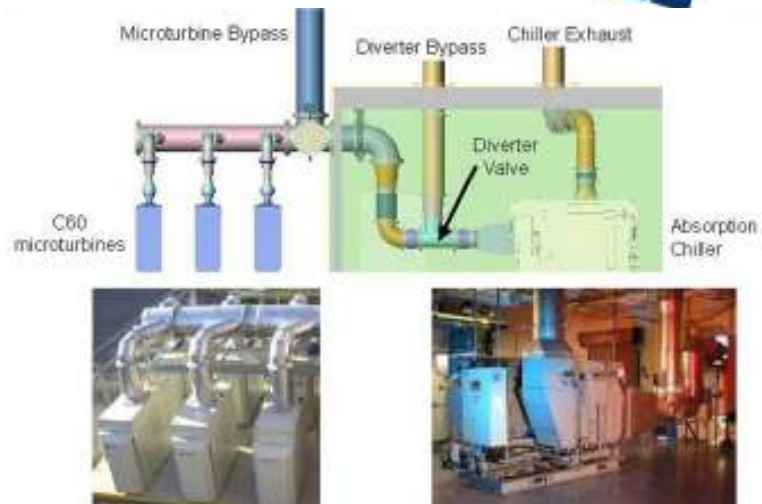 Microturbine Bypass
Diverter Bypass
Chiller Exhaust
Diverter
Valve
C60
microturbines
Absorption
Chiller